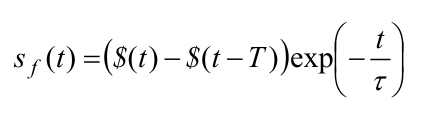 s_f(t) = ($(t) − $(t − T))exp(−t/τ)